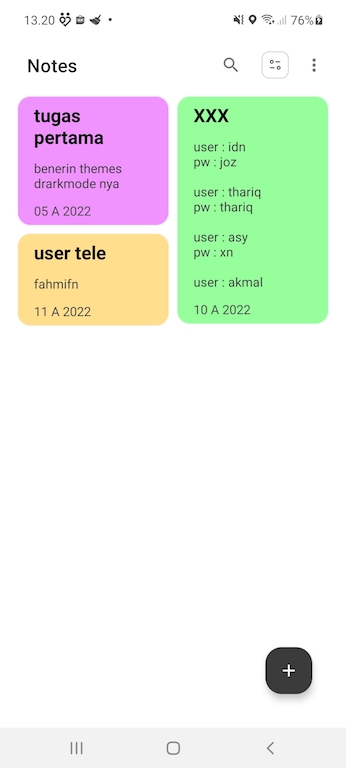 13.20
76%
Notes
tugas
pertama
benerin themes
drarkmode nya
05 A 2022
user tele
fahmifn
11 A 2022
XXX
user : idn
pw : joz
user : thariq
pw : thariq
user : asy
pw : xn
user : akmal
10 A 2022